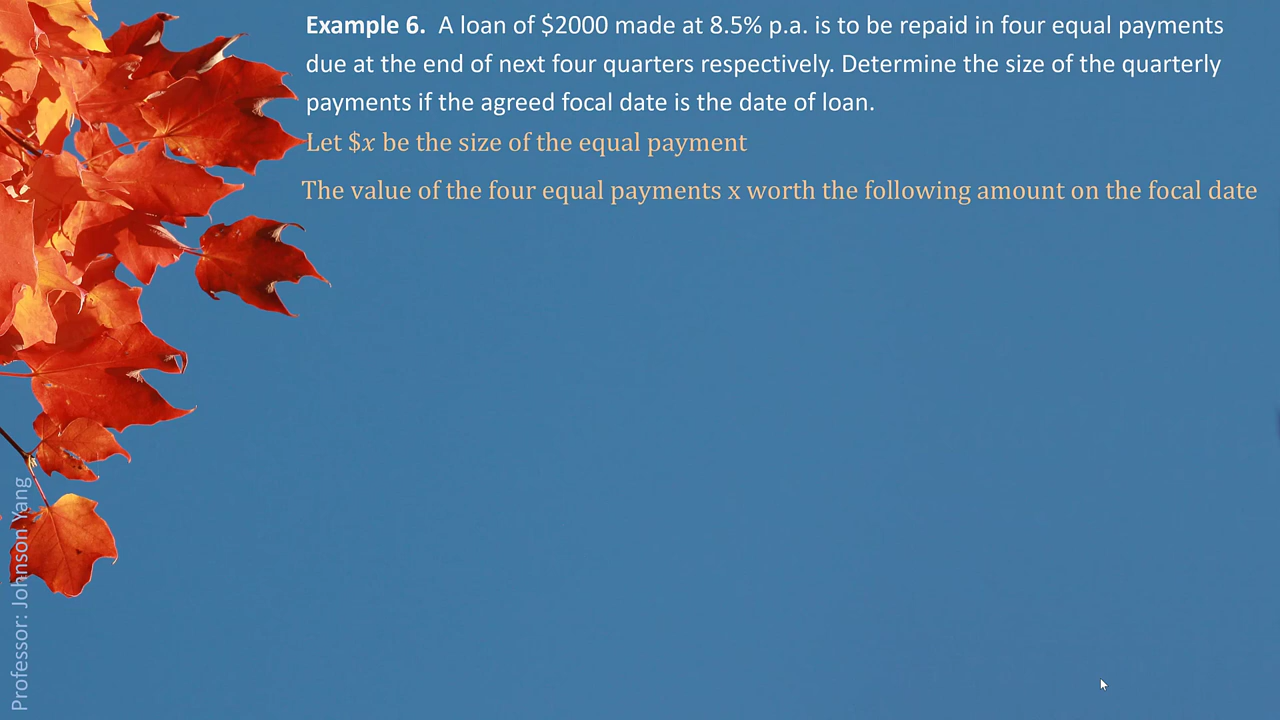 Example 6. A loan of $2000 made at 8.5% p.a. is to be repaid in four equal payments
due at the end of next four quarters respectively. Determine the size of the quarterly
payments if the agreed focal date is the date of loan.
Let $x be the size of the equal payment
The value of the four equal payments x worth the following amount on the focal date
Professor: Johnson Yang